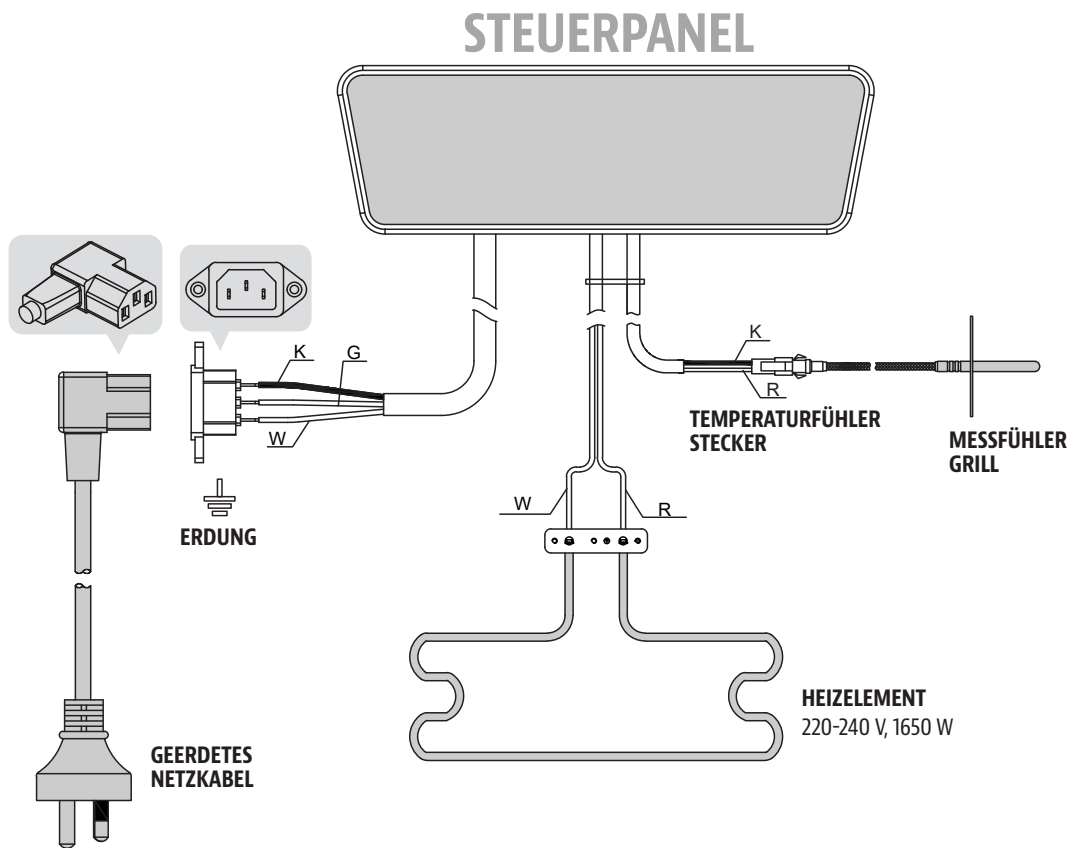 STEUERPANEL
K
G
W
ERDUNG
K
R
TEMPERATURFÜHLER
STECKER
MESSFÜHLER
GRILL
W
R
HEIZELEMENT
220-240 V, 1650 W
GEERDETES
NETZKABEL